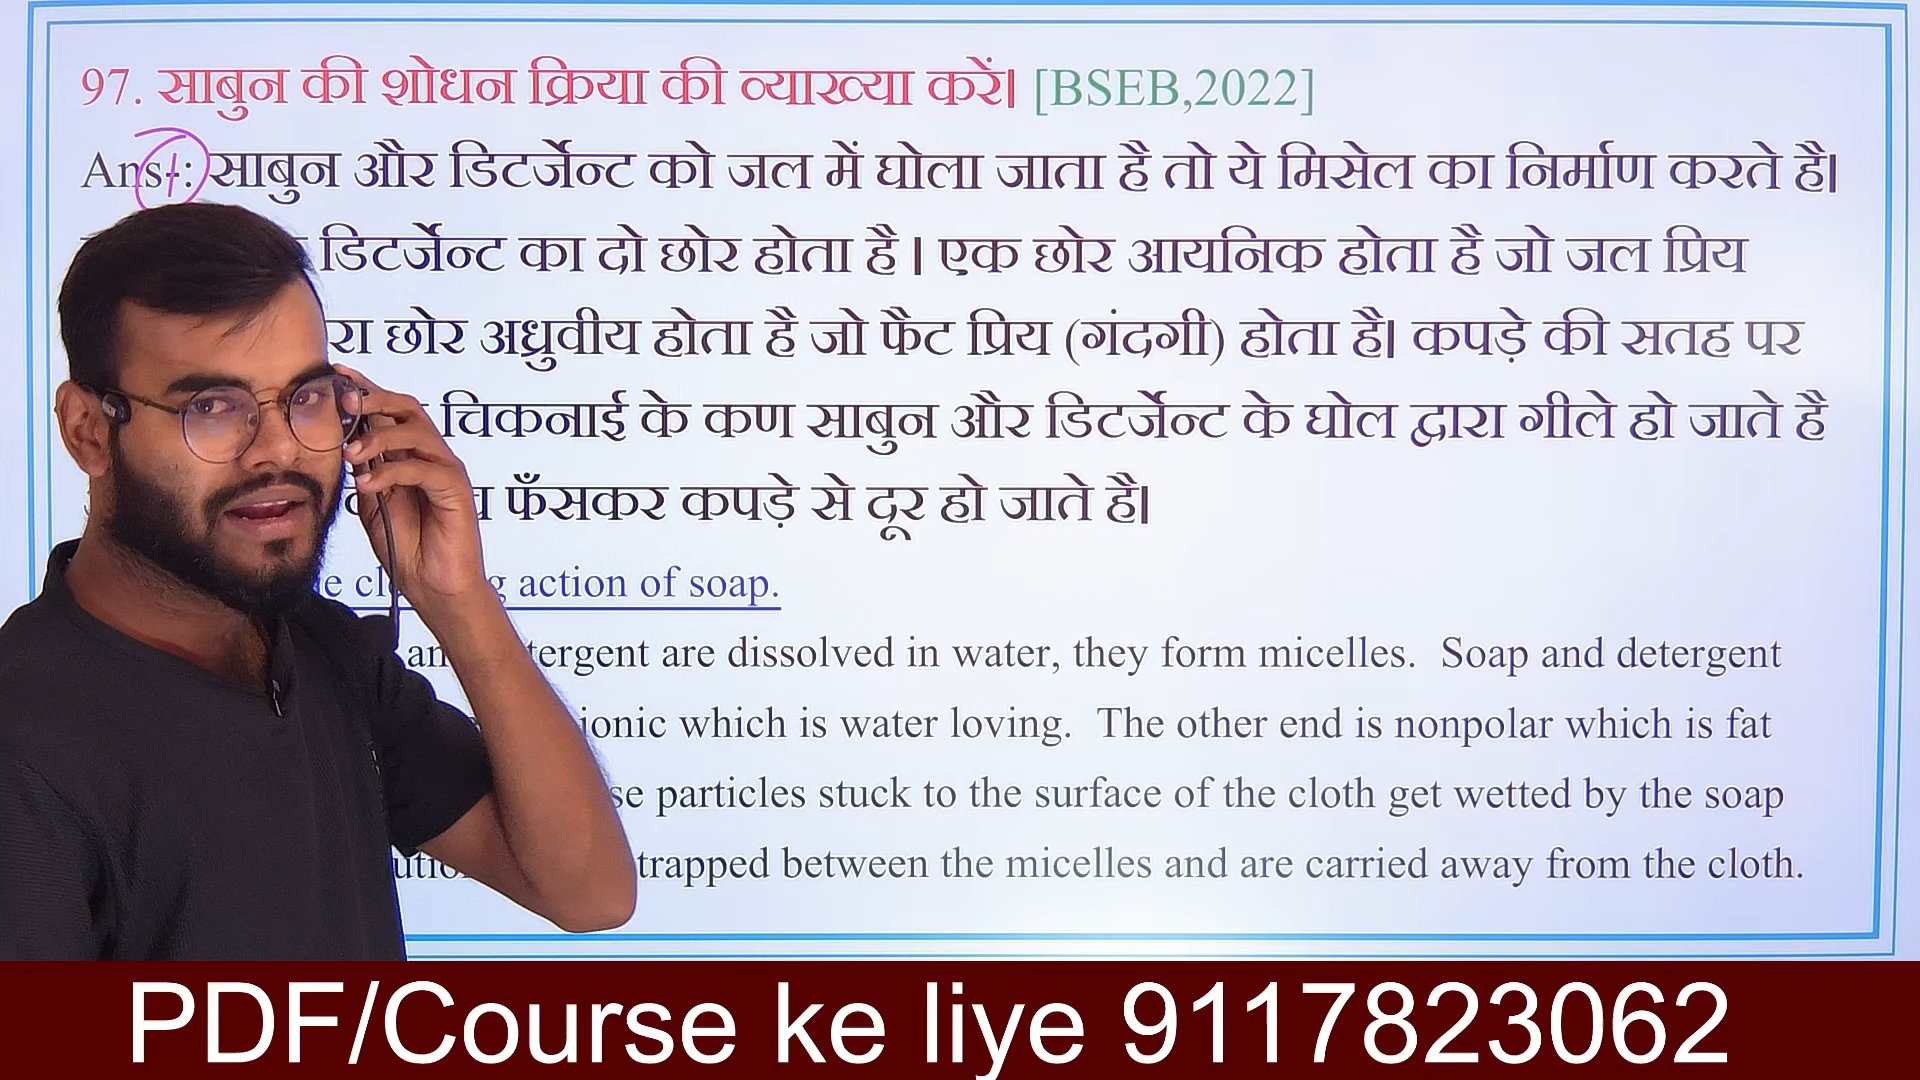 97. साबुन की शोधन क्रिया की व्याख्या करें। [BSEB,2022]
Ans-: साबुन और डिटर्जेन्ट को जल में घोला जाता है तो ये मिसेल का निर्माण करते है।
डिटर्जेन्ट का दो छोर होता है। एक छोर आयनिक होता है जो जल प्रिय
छोर अध्रुवीय होता है जो फैट प्रिय (गंदगी) होता है। कपड़े की सतह पर
चिकनाई के कण साबुन और डिटर्जेन्ट के घोल द्वारा गीले हो जाते है
फँसकर कपड़े से दूर हो जाते है।
action of soap.
are dissolved in water, they form micelles. Soap and detergent
ionic which is water loving. The other end is nonpolar which is fat
particles stuck to the surface of the cloth get wetted by the soap
trapped between the micelles and are carried away from the cloth.
PDF/Course ke liye 9117823062